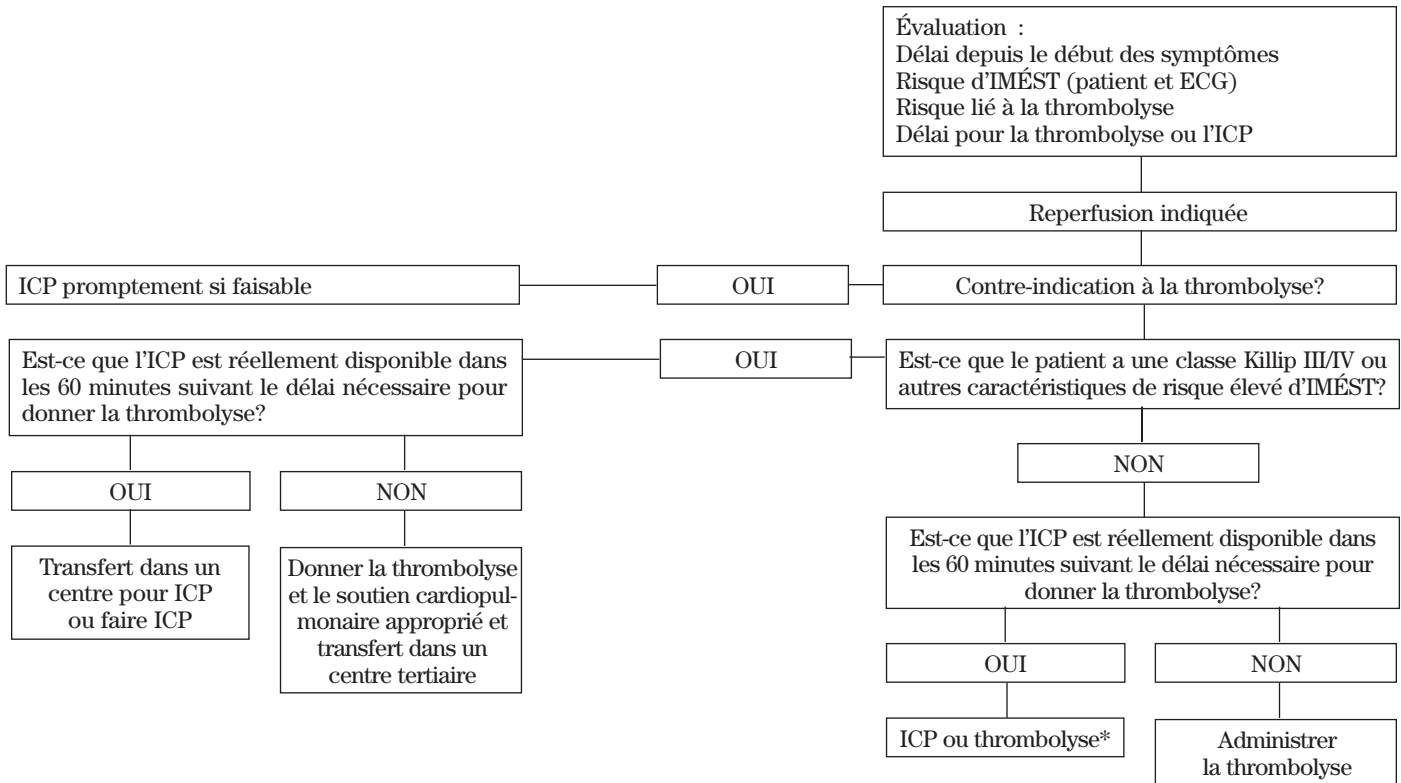 Évaluation :
Délai depuis le début des symptômes
Risque d'IMÉST (patient et ECG)
Risque lié à la thrombolyse
Délai pour la thrombolyse ou l'ICP
Reperfusion indiquée
ICP promptement si faisable
OUI
Contre-indication à la thrombolyse?
Est-ce que l'ICP est réellement disponible dans
les 60 minutes suivant le délai nécessaire pour
donner la thrombolyse?
OUI
Est-ce que le patient a une classe Killip III/IV ou
autres caractéristiques de risque élevé d'IMÉST?
OUI
NON
NON
Transfert dans un
centre pour ICP
ou faire ICP
Donner la thrombolyse
et le soutien cardiopul-
monaire approprié et
transfert dans un
centre tertiaire
Est-ce que l'ICP est réellement disponible dans
les 60 minutes suivant le délai nécessaire pour
donner la thrombolyse?
OUI
NON
ICP ou thrombolyse*
Administrer
la thrombolyse